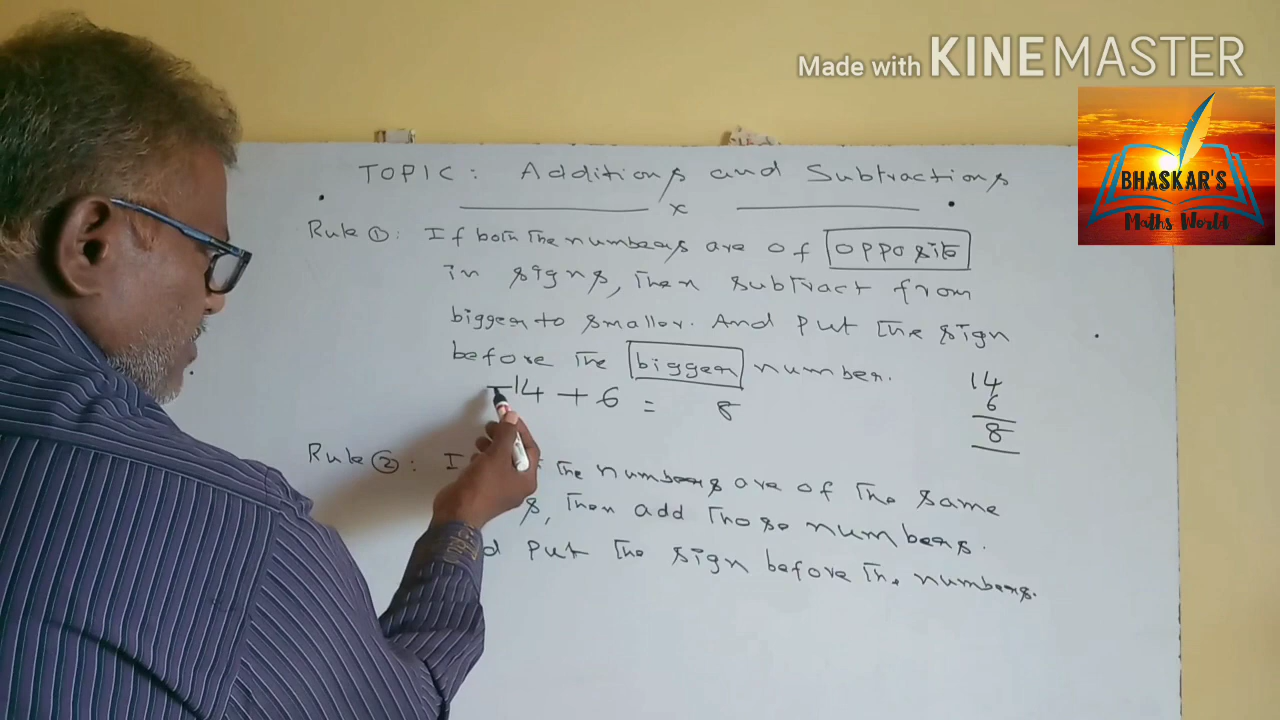 Made with KINEMASTER
BHASKAR'S
Maths World
TOPIC: Additions and Subtractions
x
Rule ①: If both the numbers are of opposite
in signs, Then subtract from
bigger to smaller. And put the sign
before the bigger number.
-14 + 6 = 8
14
6
8
Rule ②: I the numbers are of the same
s, Then add those numbers.
d put the sign before the numbers.